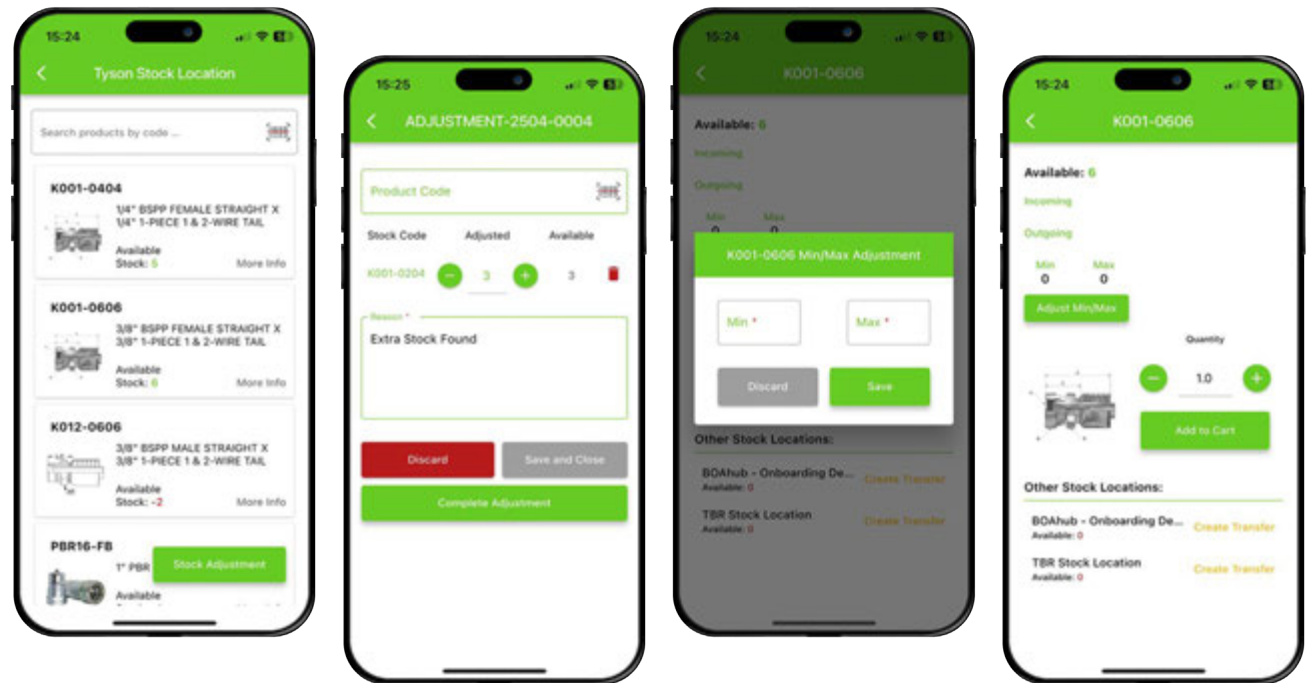 15:24
Tyson Stock Location
Search products by code ...
K001-0404
1/4" BSPP FEMALE STRAIGHT X
1/4" 1-PIECE 1 & 2-WIRE TAIL
Available
Stock: 5
More Info
K001-0606
3/8" BSPP FEMALE STRAIGHT X
3/8" 1-PIECE 1 & 2-WIRE TAIL
Available
Stock: 6
More Info
K012-0606
3/8" BSPP MALE STRAIGHT X
3/8" 1-PIECE 1 & 2-WIRE TAIL
Available
Stock: -2
More Info
PBR16-FB
1" PBR
Stock Adjustment
Available
15:25
ADJUSTMENT-2504-0004
Product Code
Stock Code Adjusted Available
K001-0204 - 3 + 3
Reason *
Extra Stock Found
Discard
Save and Close
Complete Adjustment
15:24
K001-0606
Available: 6
Incoming
Outgoing
Min Max
0 0
K001-0606 Min/Max Adjustment
Min *
Max *
Discard
Save
Other Stock Locations:
BOAhub - Onboarding De...
Available: 0
Create Transfer
TBR Stock Location
Available: 0
Create Transfer
15:24
K001-0606
Available: 6
Incoming
Outgoing
Min Max
0 0
Adjust Min/Max
Quantity
- 1.0 +
Add to Cart
Other Stock Locations:
BOAhub - Onboarding De...
Available: 0
Create Transfer
TBR Stock Location
Available: 0
Create Transfer